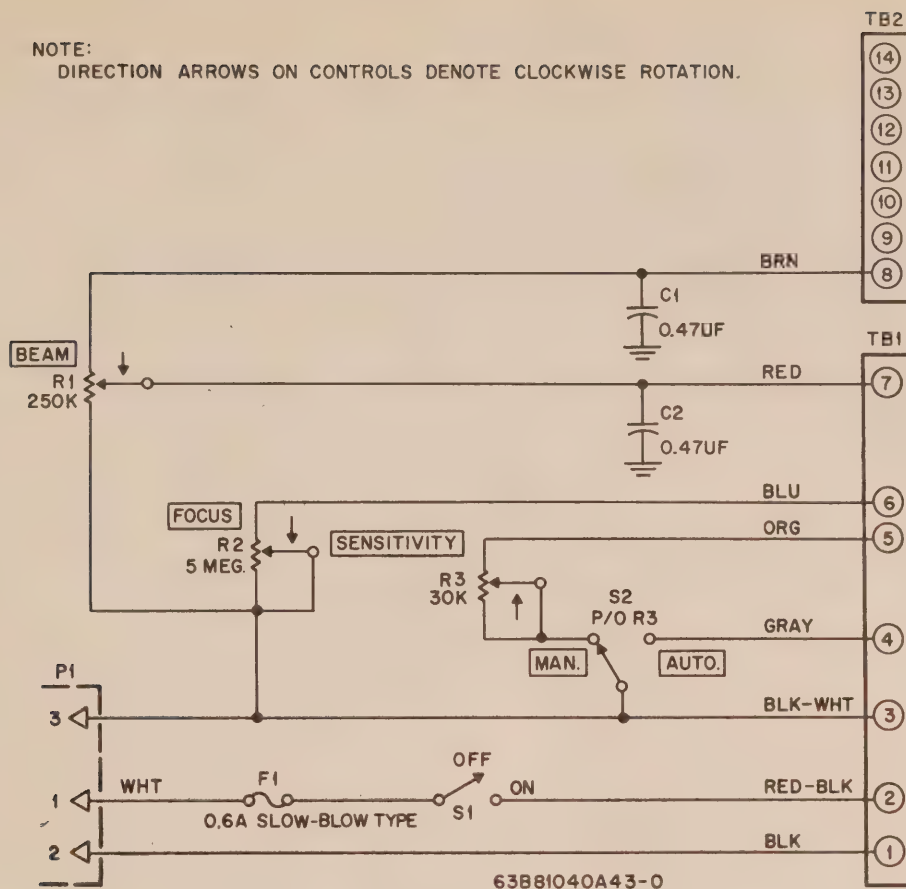 TB2
NOTE:
DIRECTION ARROWS ON CONTROLS DENOTE CLOCKWISE ROTATION.
14
13
12
11
10
9
BRN
8
C1
0.47UF
TB1
BEAM
R1
250K
RED
7
C2
0.47UF
BLU
6
FOCUS
R2
5 MEG.
SENSITIVITY
ORG
5
R3
30K
S2
P/O R3
GRAY
4
MAN.
AUTO.
P1
3
BLK-WHT
3
1
WHT
F1
0.6A SLOW-BLOW TYPE
OFF
S1
ON
RED-BLK
2
2
BLK
1
63B81040A43-0